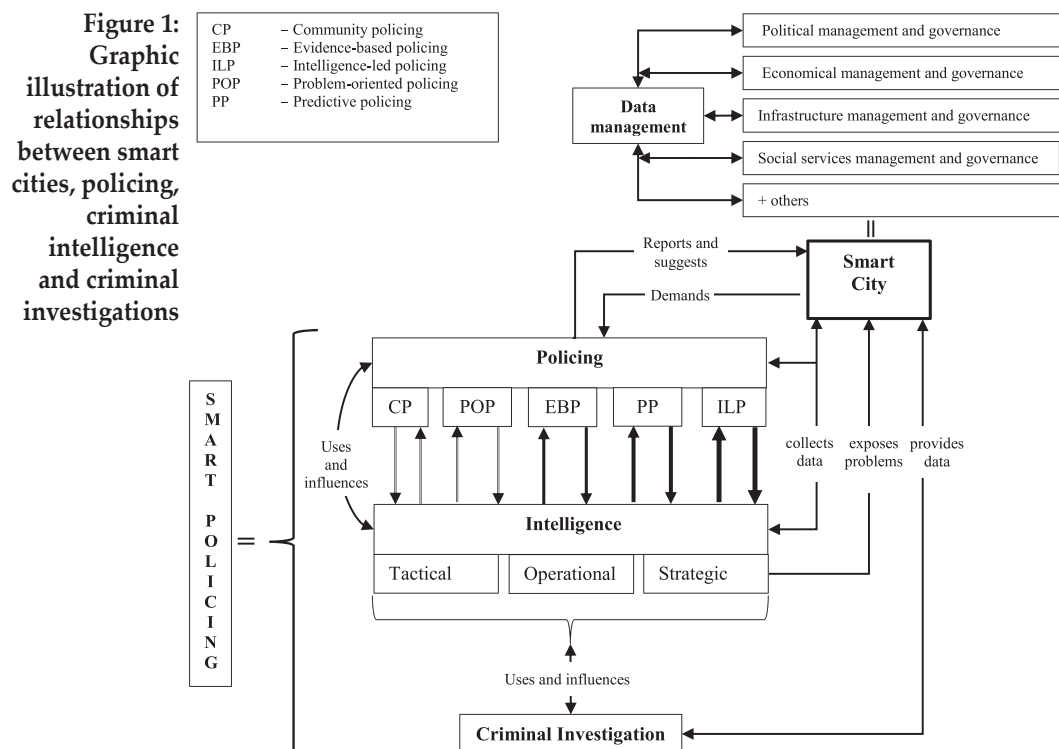 Figure 1:
Graphic
illustration of
relationships
between smart
cities, policing,
criminal
intelligence
and criminal
investigations
CP – Community policing
EBP – Evidence-based policing
ILP – Intelligence-led policing
POP – Problem-oriented policing
PP – Predictive policing
Data
management
Political management and governance
Economical management and governance
Infrastructure management and governance
Social services management and governance
+ others
=
Smart
City
Reports and
suggests
Demands
SMART POLICING
=
Policing
CP POP EBP PP ILP
Uses
and
influences
collects
data
exposes
problems
provides
data
Intelligence
Tactical Operational Strategic
Uses and influences
Criminal Investigation